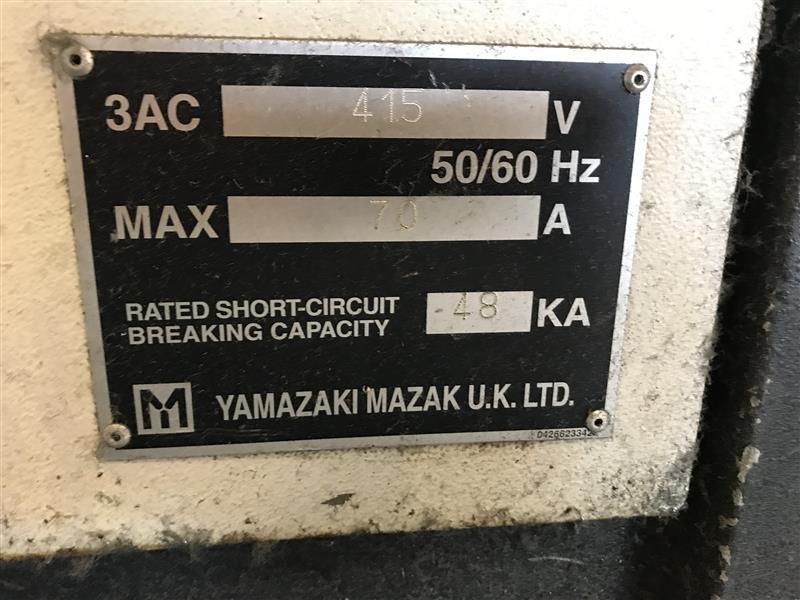 3AC 415 V
50/60 Hz
MAX 70 A
RATED SHORT-CIRCUIT
BREAKING CAPACITY 48 KA
YAMAZAKI MAZAK U.K. LTD.